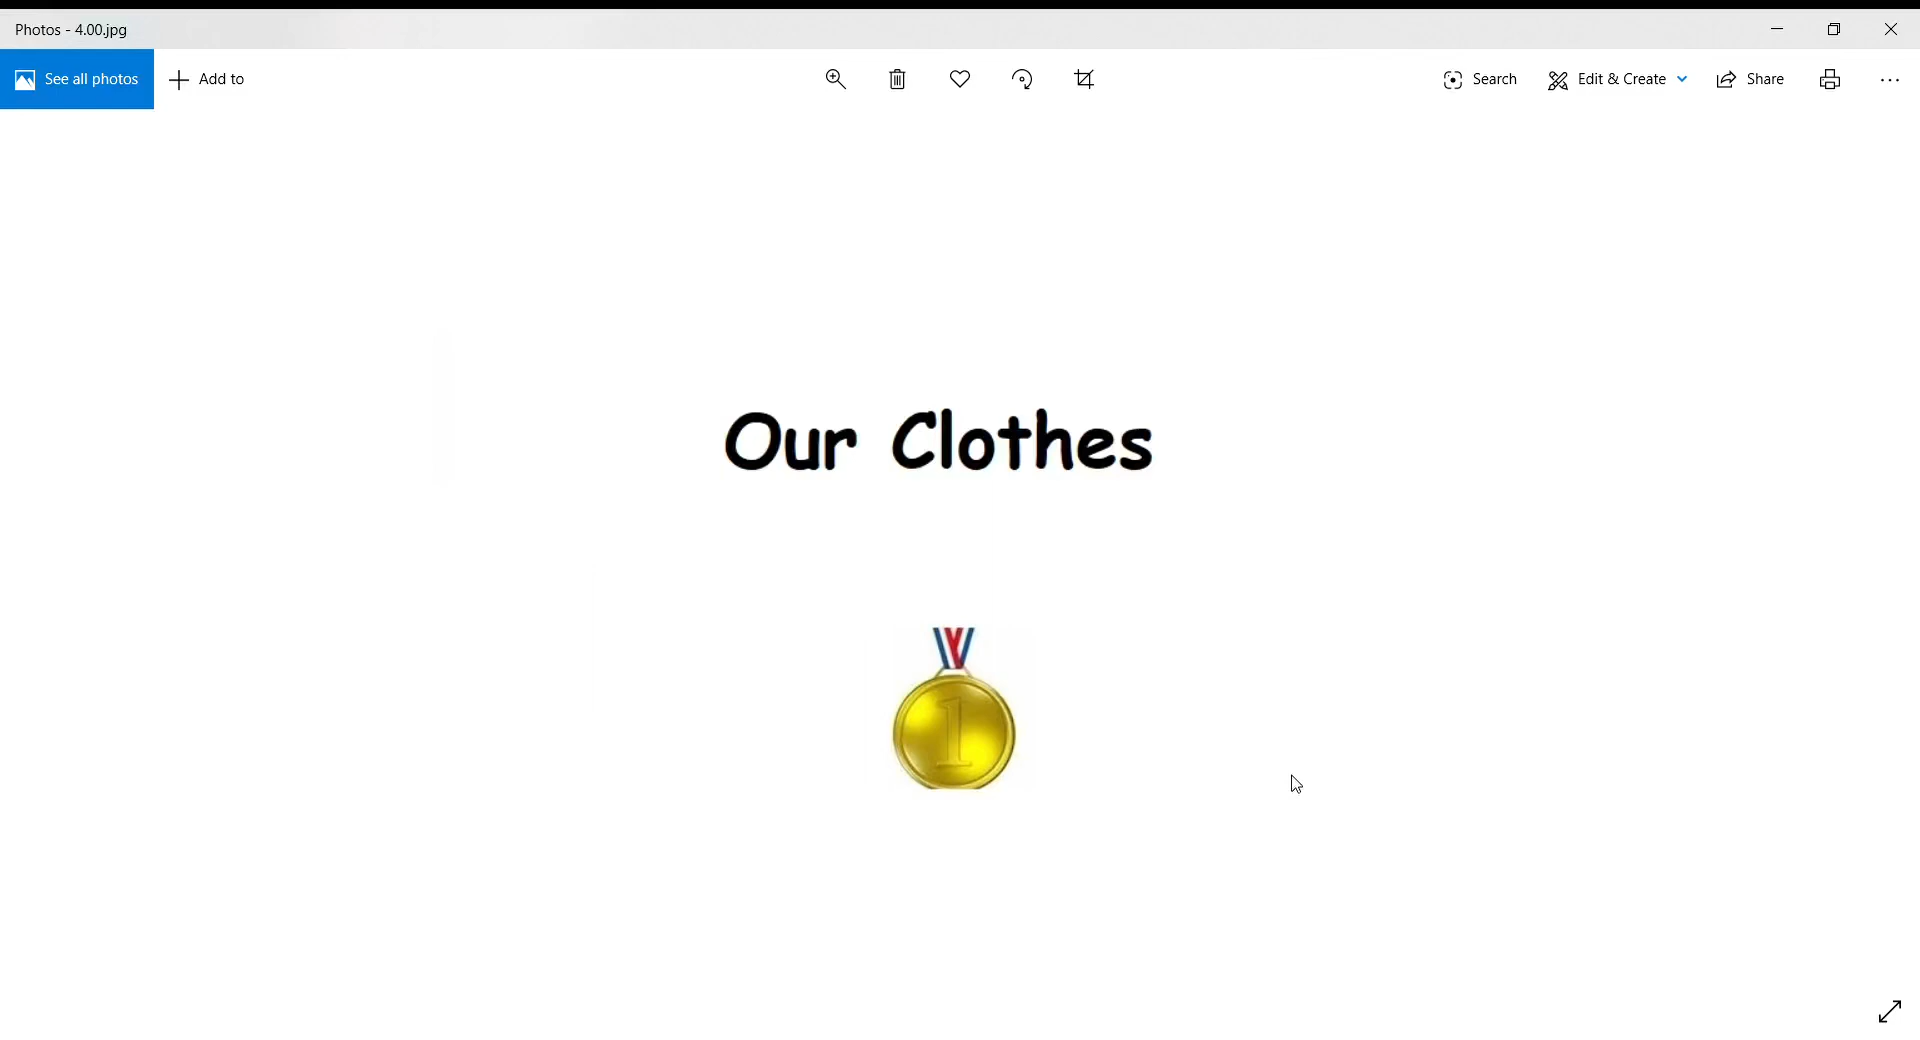 Photos - 4.00.jpg
See all photos
Add to
Search
Edit & Create
Share
Our Clothes
1